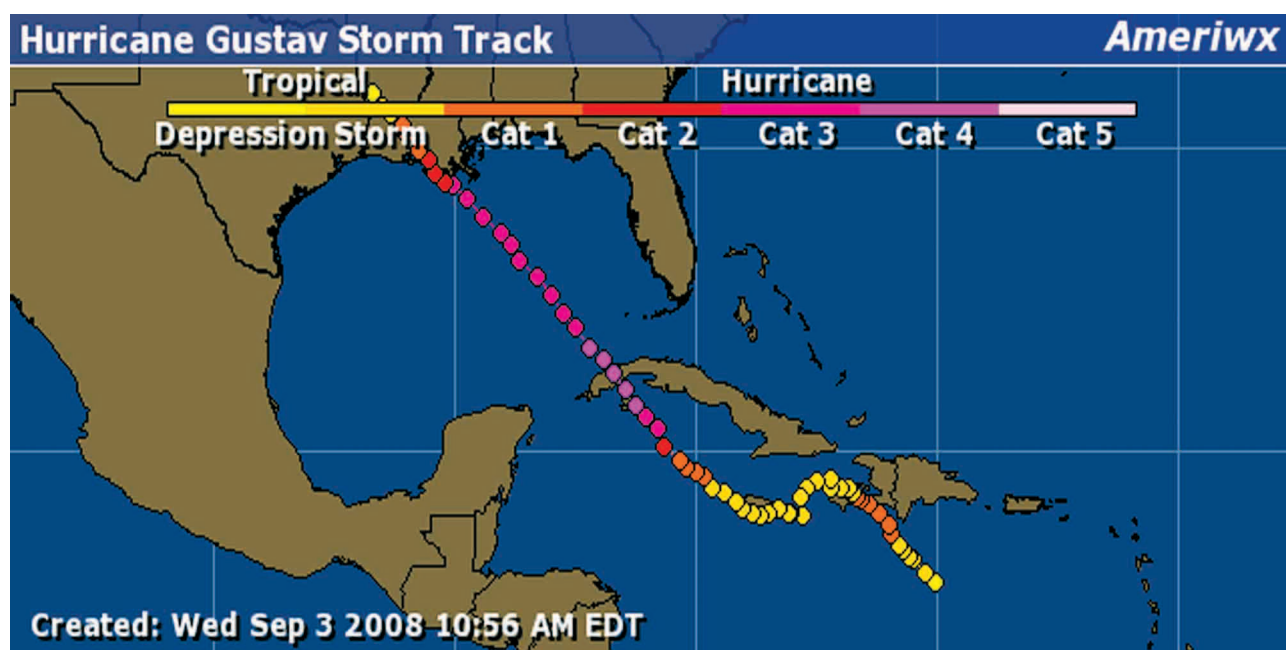 Hurricane Gustav Storm Track
Ameriwx
Tropical
Hurricane
Depression Storm Cat 1 Cat 2 Cat 3 Cat 4 Cat 5
Created: Wed Sep 3 2008 10:56 AM EDT